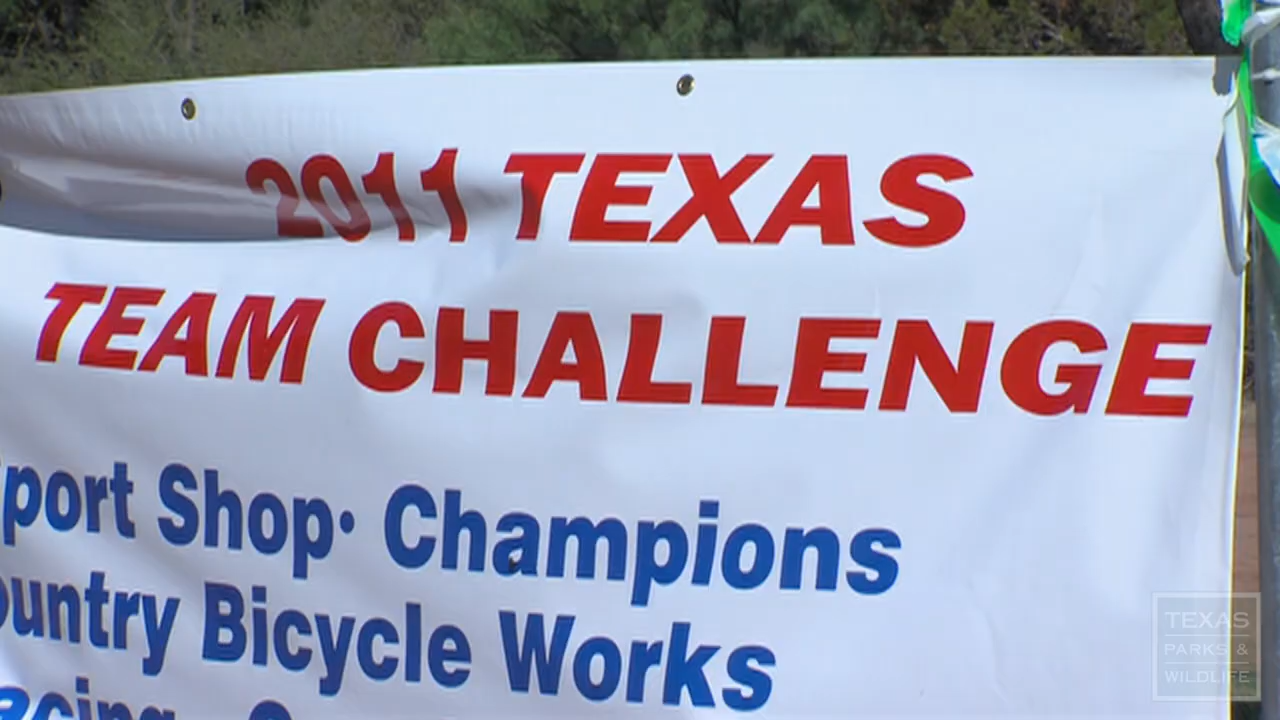 2011 TEXAS
TEAM CHALLENGE
port Shop· Champions
ountry Bicycle Works
TEXAS
PARKS &
WILDLIFE